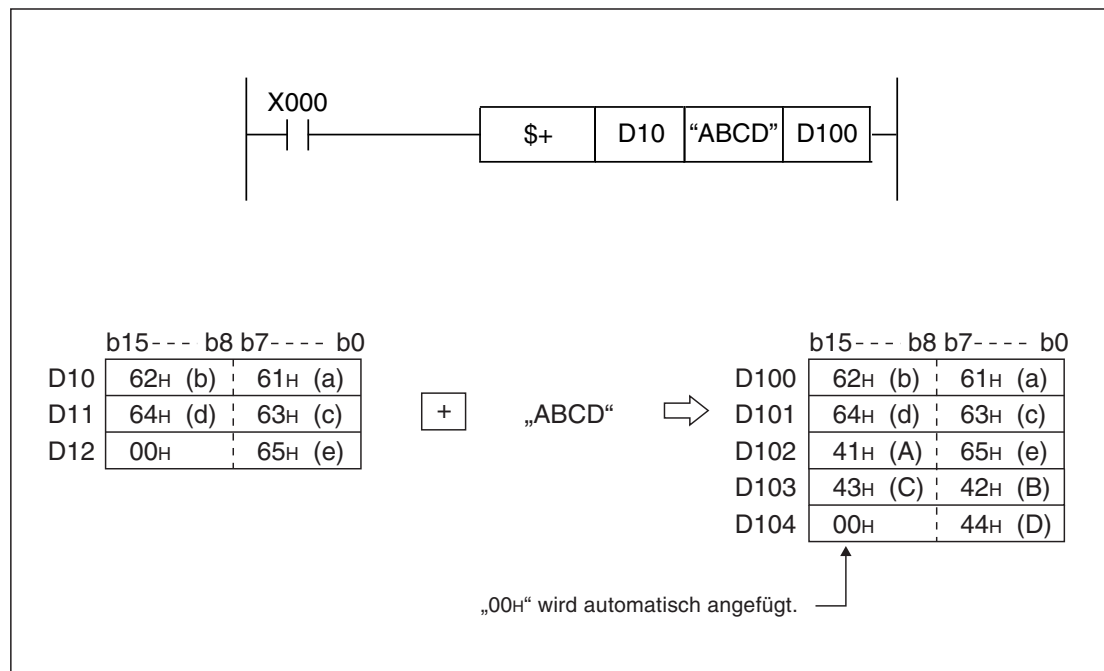 X000
$+ D10 “ABCD” D100
b15- - - b8 b7- - - - b0
D10 62H (b) 61H (a)
D11 64H (d) 63H (c)
D12 00H 65H (e)
+ „ABCD“
b15- - - b8 b7- - - - b0
D100 62H (b) 61H (a)
D101 64H (d) 63H (c)
D102 41H (A) 65H (e)
D103 43H (C) 42H (B)
D104 00H 44H (D)
„00H“ wird automatisch angefügt.